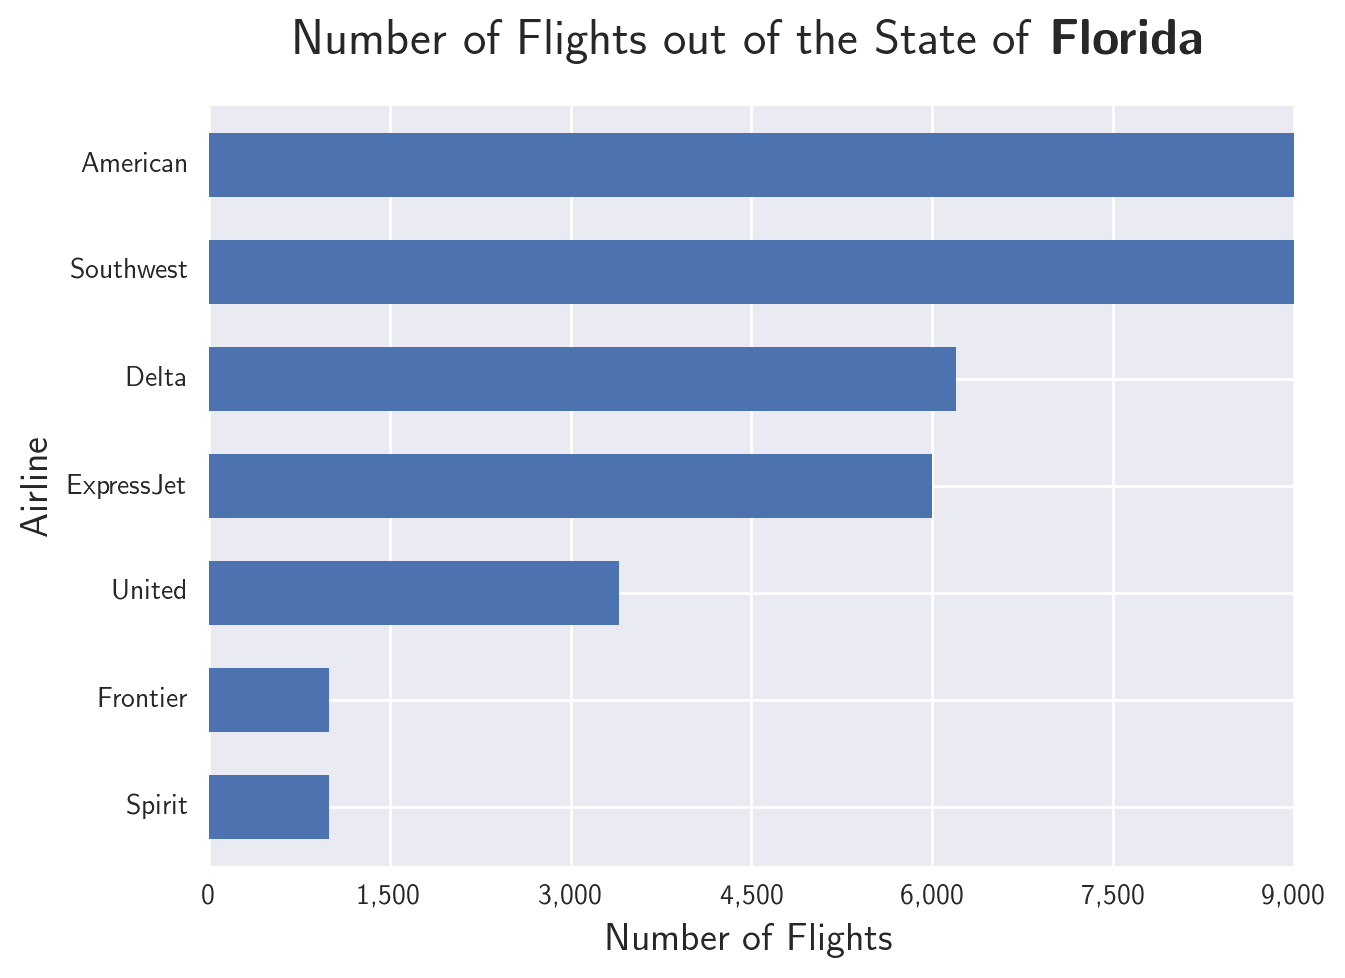 Number of Flights out of the State of Florida
American
Southwest
Delta
ExpressJet
United
Frontier
Spirit
Airline
0 1,500 3,000 4,500 6,000 7,500 9,000
Number of Flights